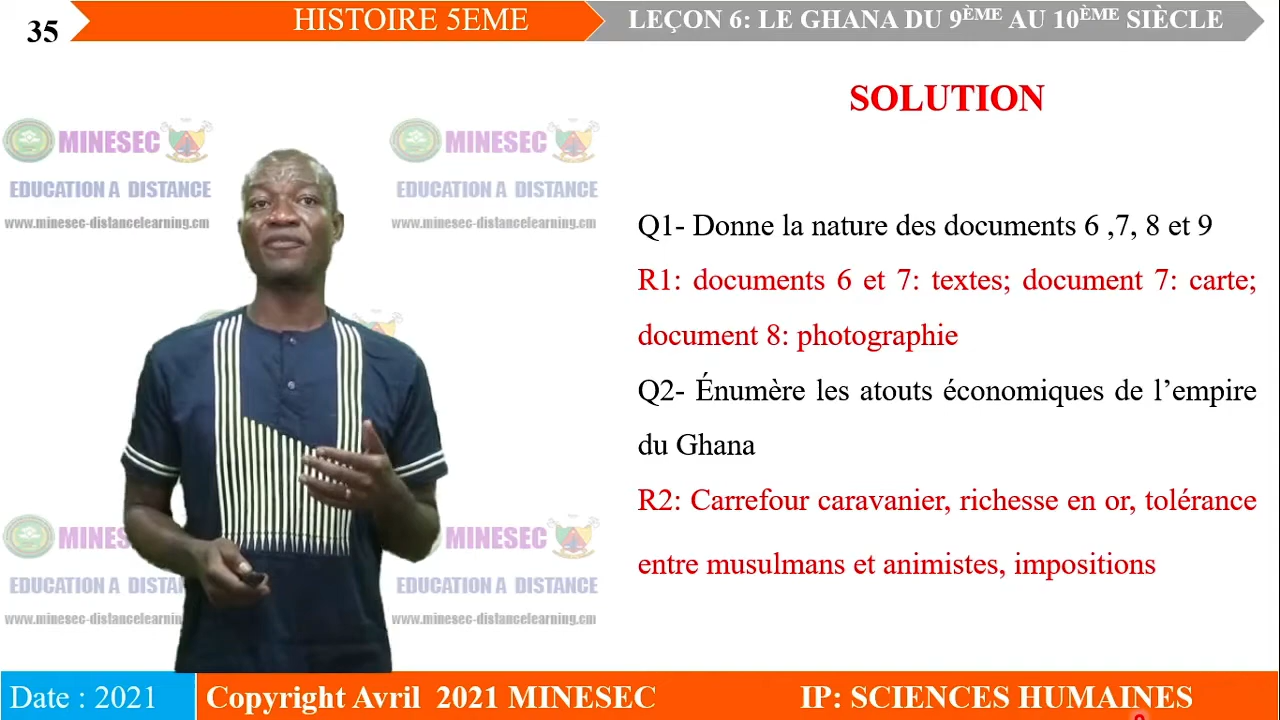 35
HISTOIRE 5EME
LEÇON 6: LE GHANA DU 9ÈME AU 10ÈME SIÈCLE
SOLUTION
MINESEC
EDUCATION A DISTANCE
www.minesec-distancelearning.cm
MINESEC
EDUCATION A DISTANCE
www.minesec-distancelearning.cm
Q1- Donne la nature des documents 6 ,7, 8 et 9
R1: documents 6 et 7: textes; document 7: carte;
document 8: photographie
Q2- Énumère les atouts économiques de l’empire
du Ghana
R2: Carrefour caravanier, richesse en or, tolérance
entre musulmans et animistes, impositions
MINES
EDUCATION A DISTANCE
www.minesec-distancelearnin
MINESEC
EDUCATION A DISTANCE
www.minesec-distancelearning.cm
Date : 2021
Copyright Avril 2021 MINESEC
IP: SCIENCES HUMAINES